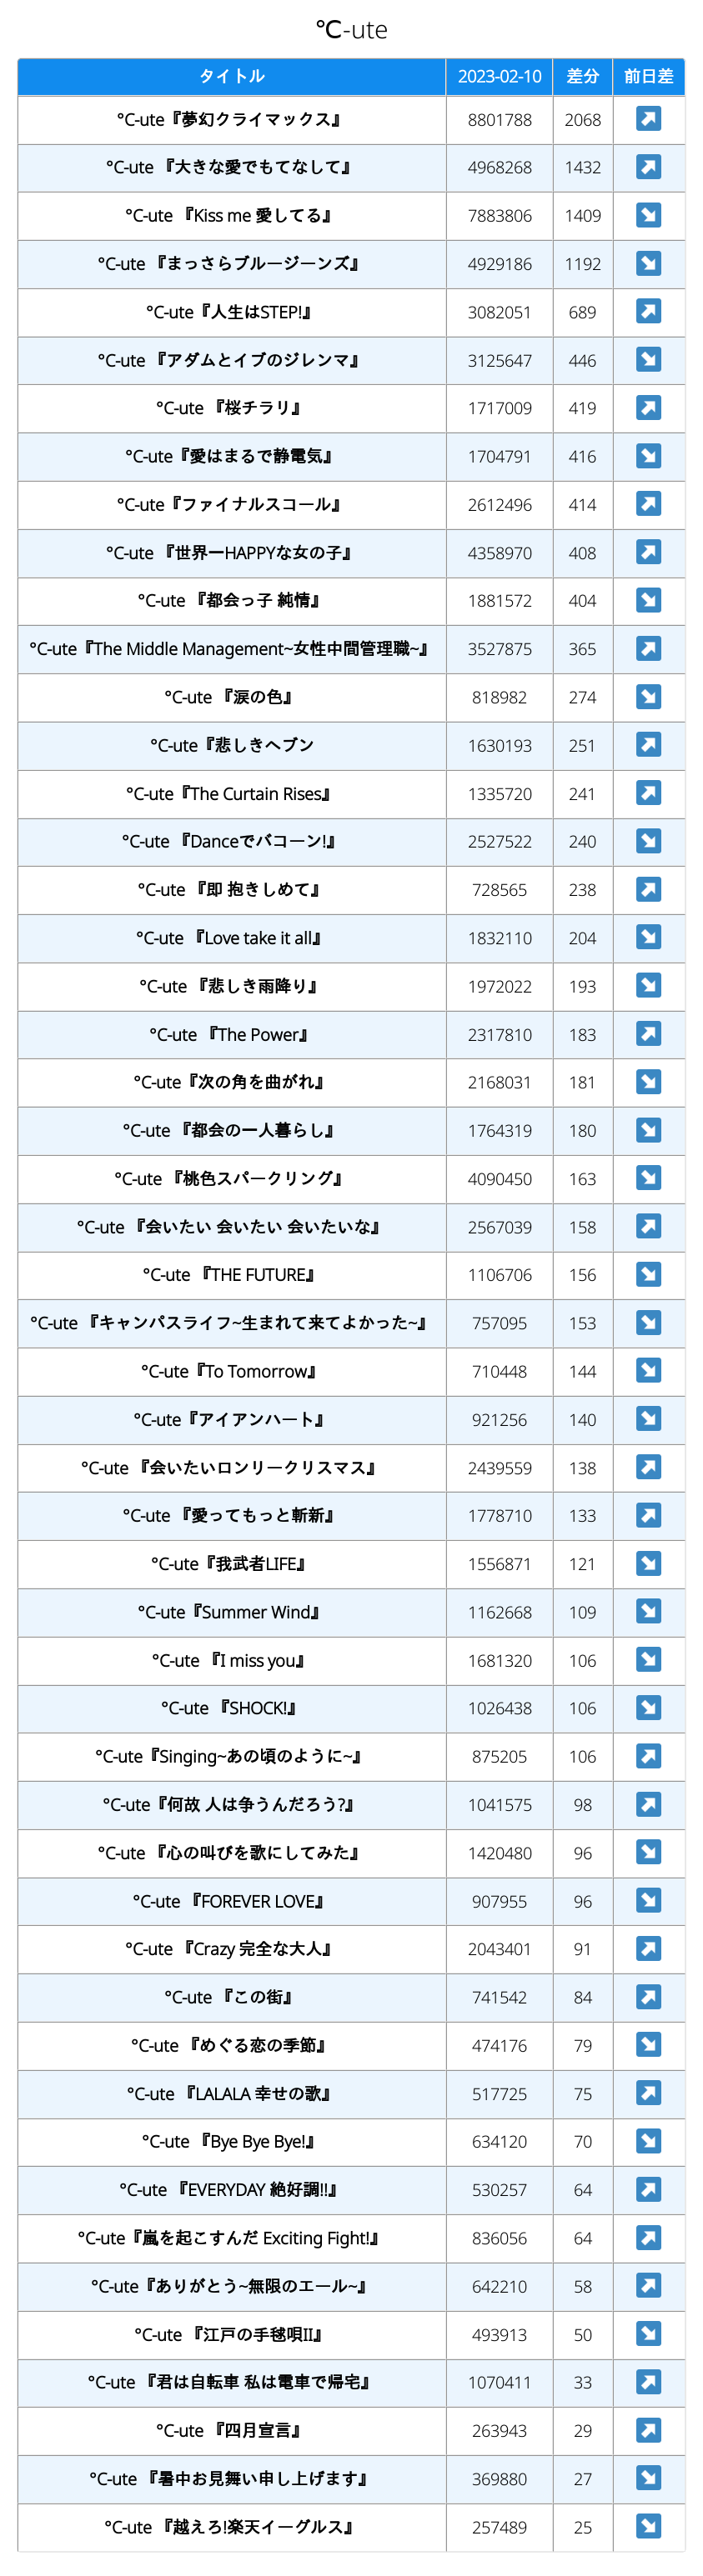 ℃-ute
タイトル 2023-02-10 差分 前日差
°C-ute『夢幻クライマックス』 8801788 2068 ↗
°C-ute 『大きな愛でもてなして』 4968268 1432 ↗
°C-ute 『Kiss me 愛してる』 7883806 1409 ↘
°C-ute 『まっさらブルージーンズ』 4929186 1192 ↘
°C-ute『人生はSTEP!』 3082051 689 ↗
°C-ute 『アダムとイブのジレンマ』 3125647 446 ↘
°C-ute 『桜チラリ』 1717009 419 ↗
°C-ute『愛はまるで静電気』 1704791 416 ↘
°C-ute『ファイナルスコール』 2612496 414 ↗
°C-ute 『世界一HAPPYな女の子』 4358970 408 ↗
°C-ute 『都会っ子 純情』 1881572 404 ↘
°C-ute『The Middle Management~女性中間管理職~』 3527875 365 ↗
°C-ute 『涙の色』 818982 274 ↘
°C-ute『悲しきヘブン 1630193 251 ↗
°C-ute『The Curtain Rises』 1335720 241 ↗
°C-ute 『Danceでバコーン!』 2527522 240 ↘
°C-ute 『即 抱きしめて』 728565 238 ↗
°C-ute 『Love take it all』 1832110 204 ↘
°C-ute 『悲しき雨降り』 1972022 193 ↘
°C-ute 『The Power』 2317810 183 ↗
°C-ute『次の角を曲がれ』 2168031 181 ↘
°C-ute 『都会の一人暮らし』 1764319 180 ↘
°C-ute 『桃色スパークリング』 4090450 163 ↘
°C-ute 『会いたい 会いたい 会いたいな』 2567039 158 ↗
°C-ute 『THE FUTURE』 1106706 156 ↘
°C-ute 『キャンパスライフ~生まれて来てよかった~』 757095 153 ↘
°C-ute『To Tomorrow』 710448 144 ↘
°C-ute『アイアンハート』 921256 140 ↘
°C-ute 『会いたいロンリークリスマス』 2439559 138 ↗
°C-ute 『愛ってもっと斬新』 1778710 133 ↗
°C-ute『我武者LIFE』 1556871 121 ↘
°C-ute『Summer Wind』 1162668 109 ↘
°C-ute 『I miss you』 1681320 106 ↘
°C-ute 『SHOCK!』 1026438 106 ↘
°C-ute『Singing~あの頃のように~』 875205 106 ↗
°C-ute『何故 人は争うんだろう?』 1041575 98 ↗
°C-ute 『心の叫びを歌にしてみた』 1420480 96 ↘
°C-ute 『FOREVER LOVE』 907955 96 ↘
°C-ute 『Crazy 完全な大人』 2043401 91 ↗
°C-ute 『この街』 741542 84 ↗
°C-ute 『めぐる恋の季節』 474176 79 ↘
°C-ute 『LALALA 幸せの歌』 517725 75 ↗
°C-ute 『Bye Bye Bye!』 634120 70 ↘
°C-ute 『EVERYDAY 絶好調!!』 530257 64 ↗
°C-ute『嵐を起こすんだ Exciting Fight!』 836056 64 ↗
°C-ute『ありがとう~無限のエール~』 642210 58 ↗
°C-ute 『江戸の手毬唄II』 493913 50 ↘
°C-ute 『君は自転車 私は電車で帰宅』 1070411 33 ↗
°C-ute 『四月宣言』 263943 29 ↗
°C-ute 『暑中お見舞い申し上げます』 369880 27 ↘
°C-ute 『越えろ!楽天イーグルス』 257489 25 ↘